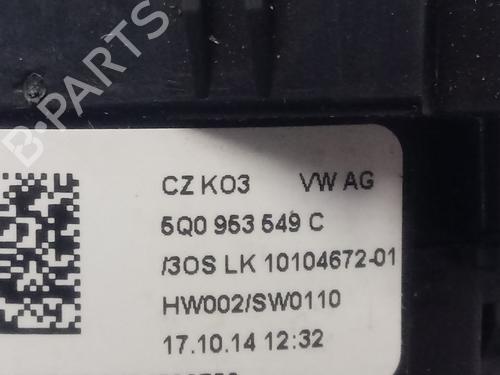 B-PARTS
CZ K03 VW AG
5Q0 953 549 C
/3OS LK 10104672-01
HW002/SW0110
17.10.14 12:32